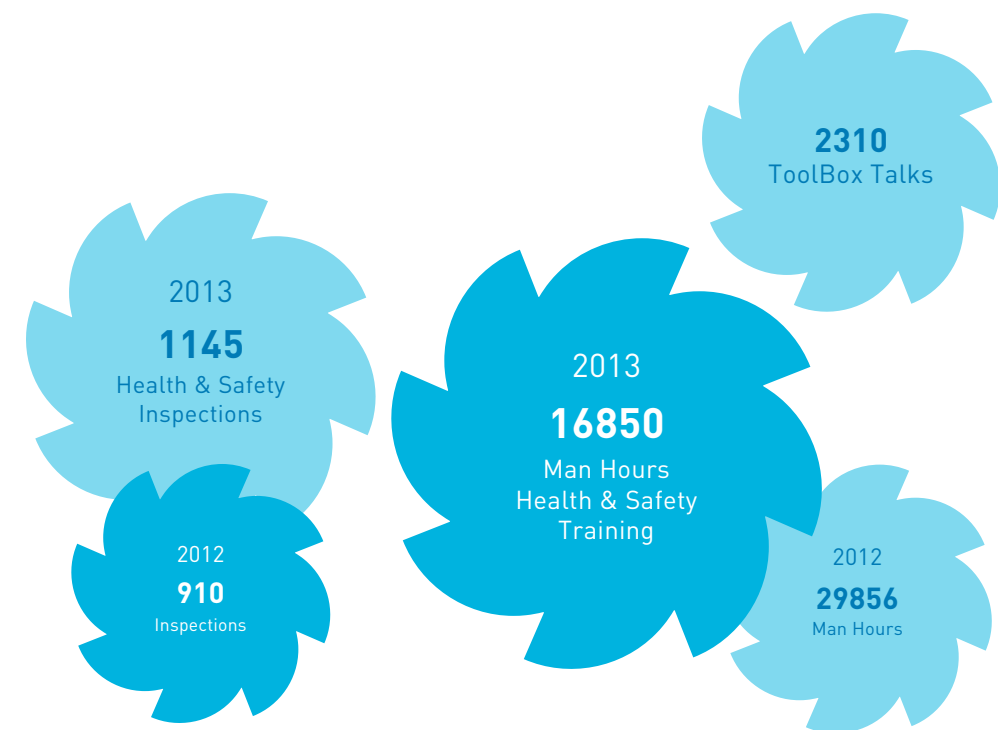 2310
ToolBox Talks
2013
1145
Health & Safety
Inspections
2013
16850
Man Hours
Health & Safety
Training
2012
910
Inspections
2012
29856
Man Hours